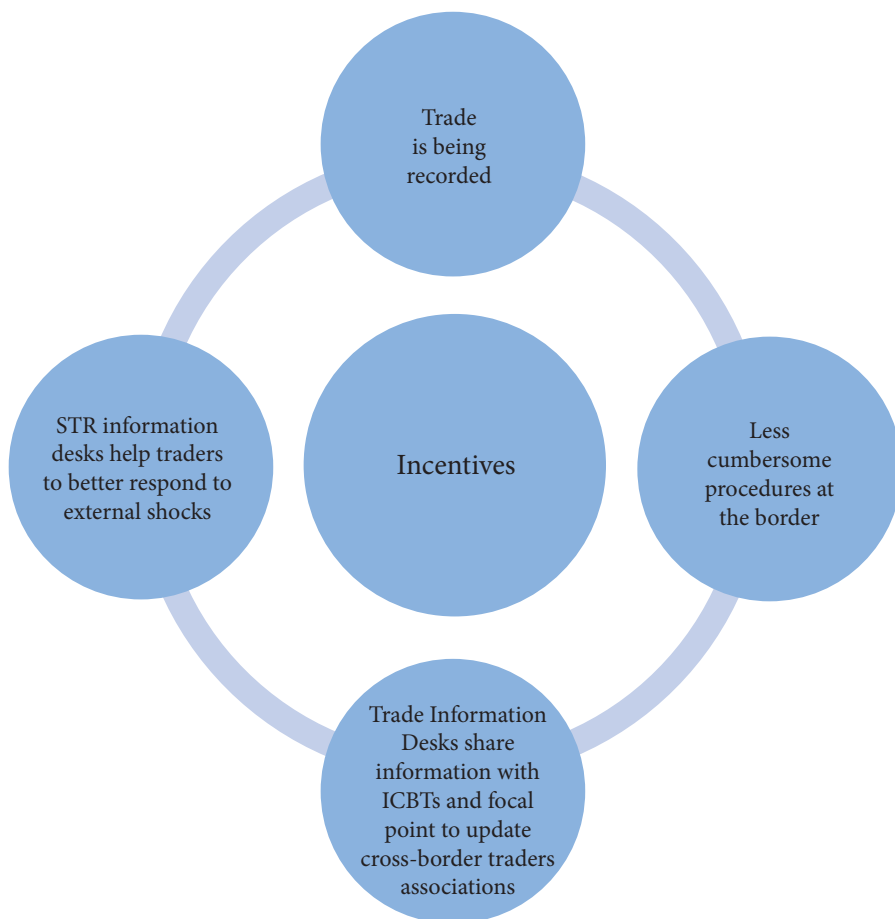 Trade
is being
recorded
STR information
desks help traders
to better respond to
external shocks
Incentives
Less
cumbersome
procedures at
the border
Trade Information
Desks share
information with
ICBTs and focal
point to update
cross-border traders
associations